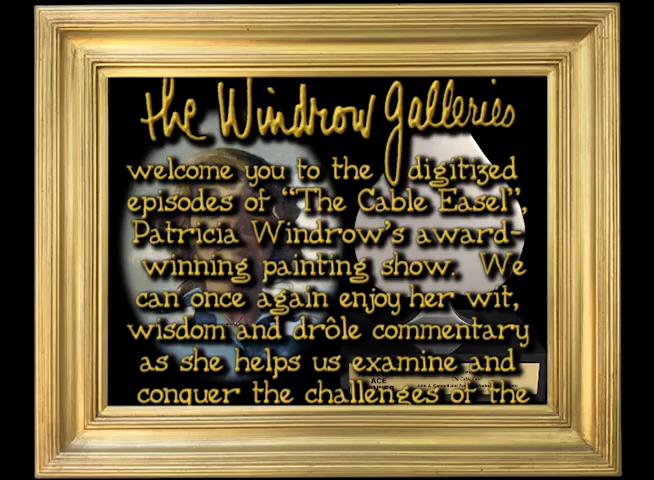 the Windrow Galleries
welcome you to the digitized
episodes of “The Cable Easel”,
Patricia Windrow's award-
winning painting show. We
can once again enjoy her wit,
wisdom and drôle commentary
as she helps us examine and
conquer the challenges of the
ACE